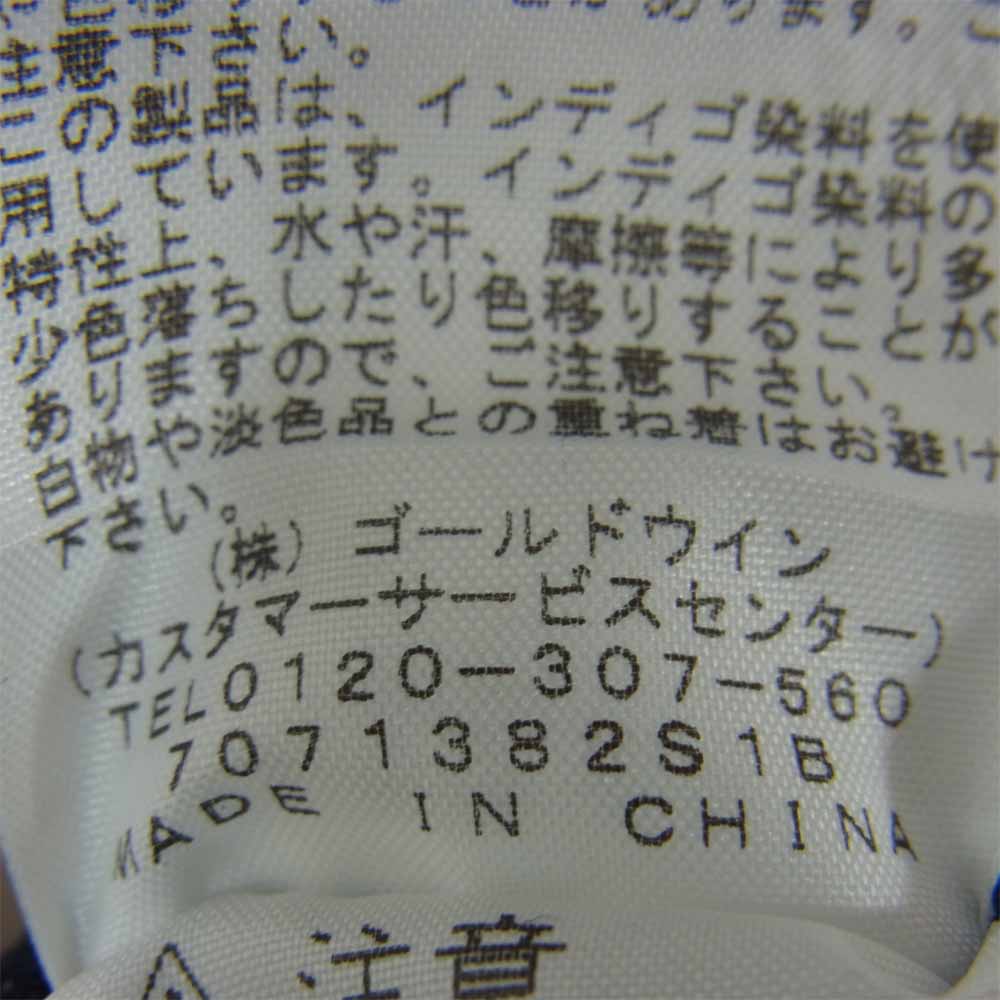 があります。こ
注意下さい。
この製品は、インディゴ染料を使
用しています。インディゴ染料の
特性上、水や汗、摩擦等により多
少色落ちしたり、色移りすることが
ありますので、ご注意下さい。
白物や淡色品との重ね着はお避け
下さい。
(株)ゴールドウイン
(カスタマーサービスセンター)
TEL0120-307-560
7071382S1B
MADE IN CHINA
注意